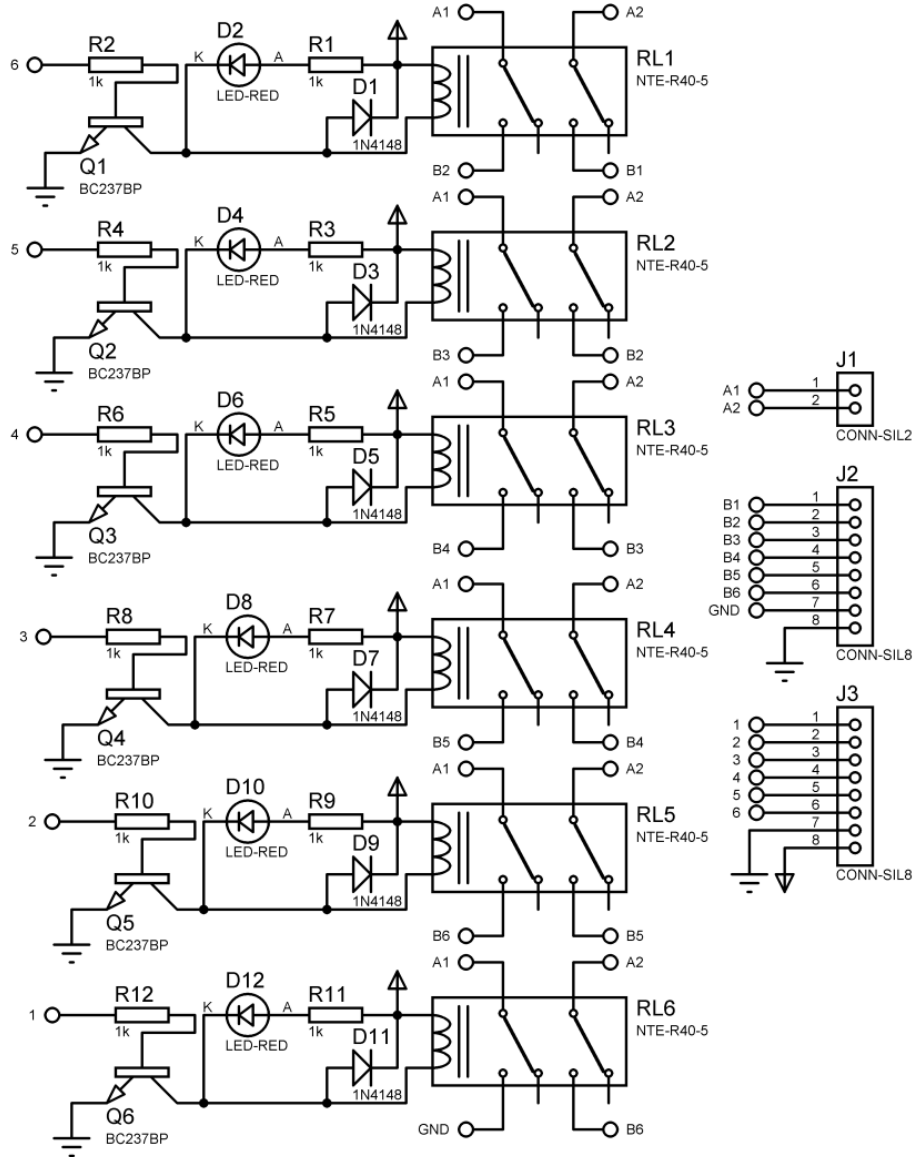 A1 A2
R2 D2 R1 RL1
6 K A NTE-R40-5
1k LED-RED 1k D1
1N4148
Q1 B2 B1
BC237BP
A1 A2
R4 D4 R3 RL2
5 K A NTE-R40-5
1k LED-RED 1k D3
1N4148
Q2 B3 B2
BC237BP
A1 A2
R6 D6 R5 RL3
4 K A NTE-R40-5
1k LED-RED 1k D5
1N4148
Q3 B4 B3
BC237BP
A1 A2
R8 D8 R7 RL4
3 K A NTE-R40-5
1k LED-RED 1k D7
1N4148
Q4 B5 B4
BC237BP
A1 A2
R10 D10 R9 RL5
2 K A NTE-R40-5
1k LED-RED 1k D9
1N4148
Q5 B6 B5
BC237BP
A1 A2
R12 D12 R11 RL6
1 K A NTE-R40-5
1k LED-RED 1k D11
1N4148
Q6 GND B6
BC237BP
J1
A1 1
A2 2
CONN-SIL2
J2
B1 1
B2 2
B3 3
B4 4
B5 5
B6 6
GND 7
8
CONN-SIL8
J3
1 1
2 2
3 3
4 4
5 5
6 6
7
8
CONN-SIL8